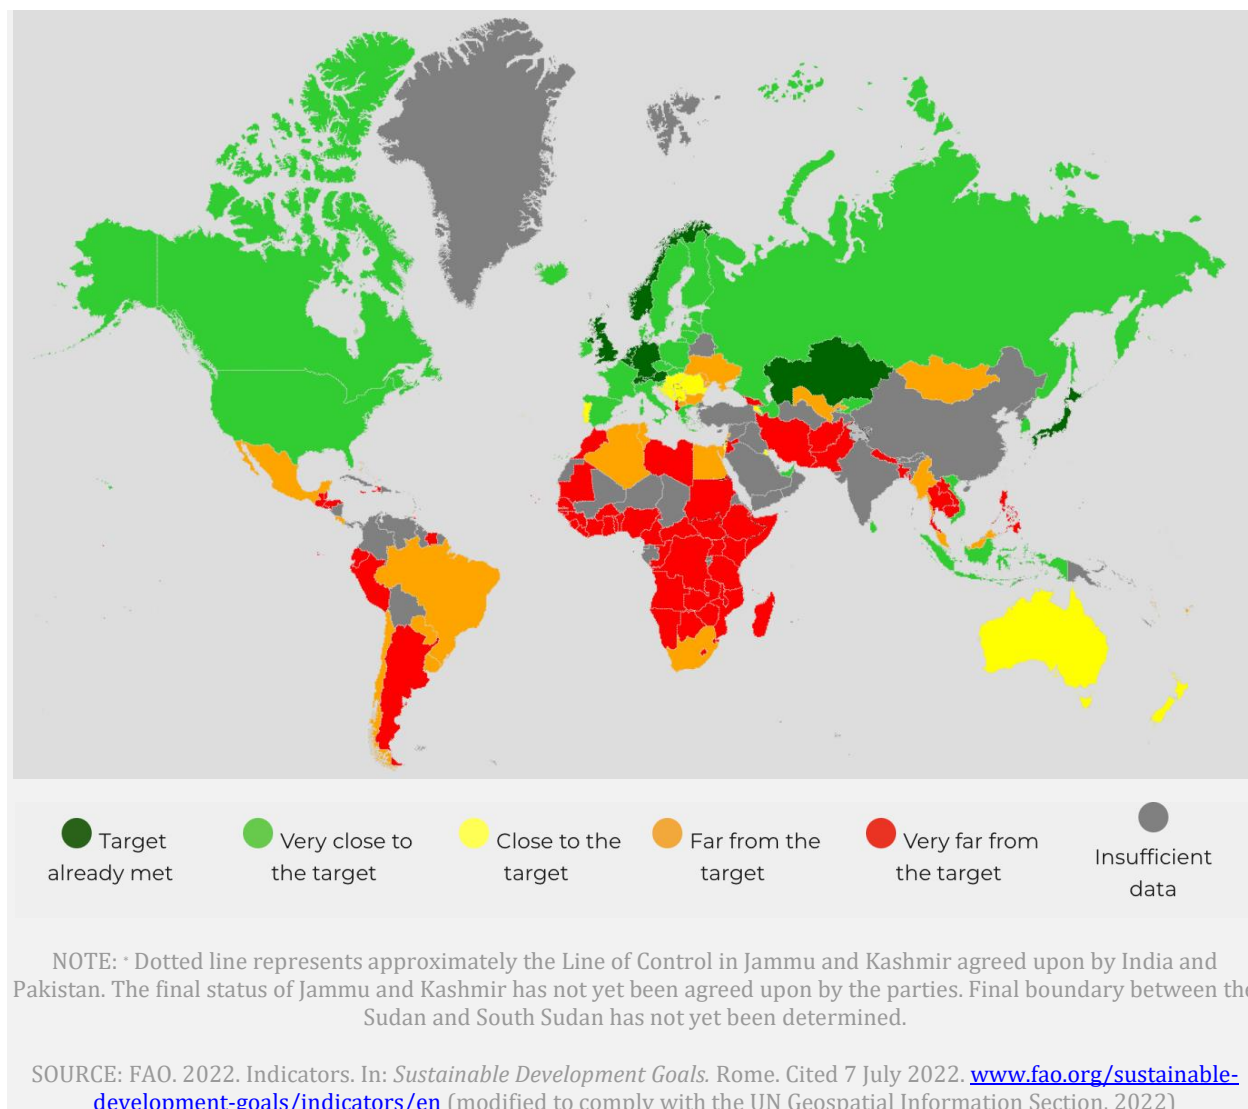 Target
already met
Very close to
the target
Close to the
target
Far from the
target
Very far from
the target
Insufficient
data
NOTE: * Dotted line represents approximately the Line of Control in Jammu and Kashmir agreed upon by India and
Pakistan. The final status of Jammu and Kashmir has not yet been agreed upon by the parties. Final boundary between the
Sudan and South Sudan has not yet been determined.
SOURCE: FAO. 2022. Indicators. In: Sustainable Development Goals. Rome. Cited 7 July 2022. www.fao.org/sustainable-
development-goals/indicators/en (modified to comply with the UN Geospatial Information Section, 2022)